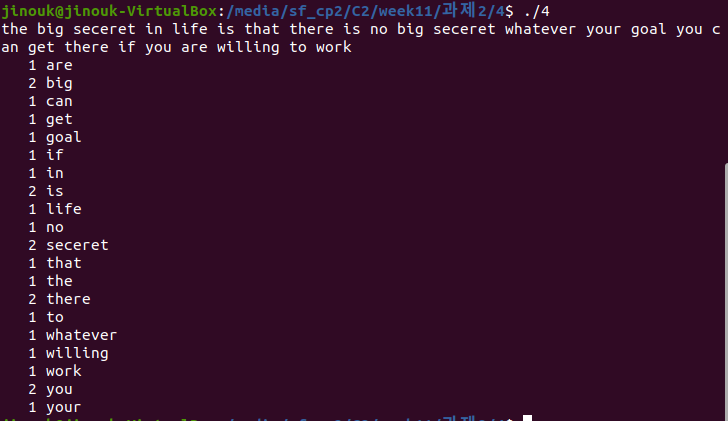 jinouk@jinouk-VirtualBox:/media/sf_cp2/C2/week11/과제2/4$ ./4
the big seceret in life is that there is no big seceret whatever your goal you c
an get there if you are willing to work
1 are
2 big
1 can
1 get
1 goal
1 if
1 in
2 is
1 life
1 no
2 seceret
1 that
1 the
2 there
1 to
1 whatever
1 willing
1 work
2 you
1 your